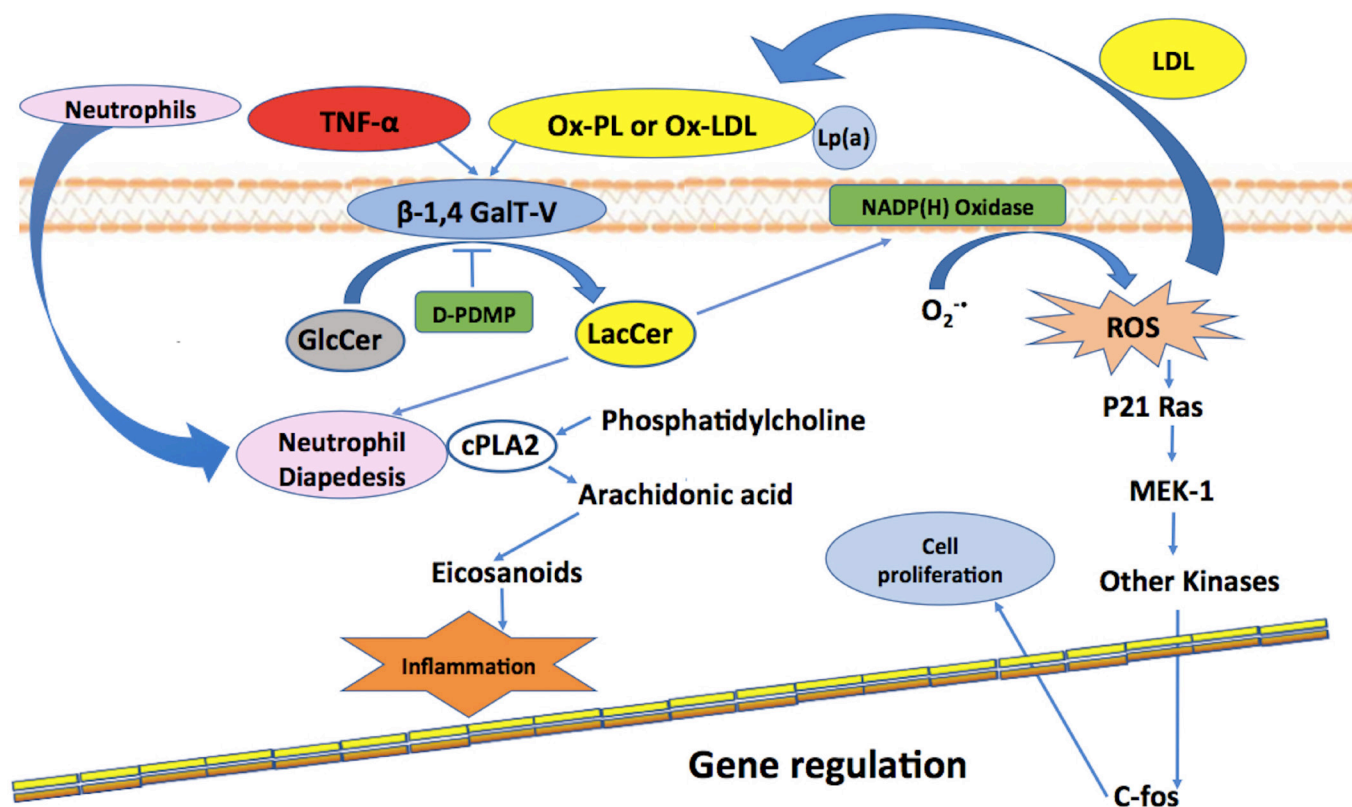 LDL
Neutrophils
TNF-α
Ox-PL or Ox-LDL
Lp(a)
β-1,4 GalT-V
NADP(H) Oxidase
D-PDMP
GlcCer
LacCer
O₂⁻•
ROS
P21 Ras
Phosphatidylcholine
Neutrophil
Diapedesis
cPLA2
Arachidonic acid
MEK-1
Cell
proliferation
Eicosanoids
Other Kinases
Inflammation
Gene regulation
C-fos